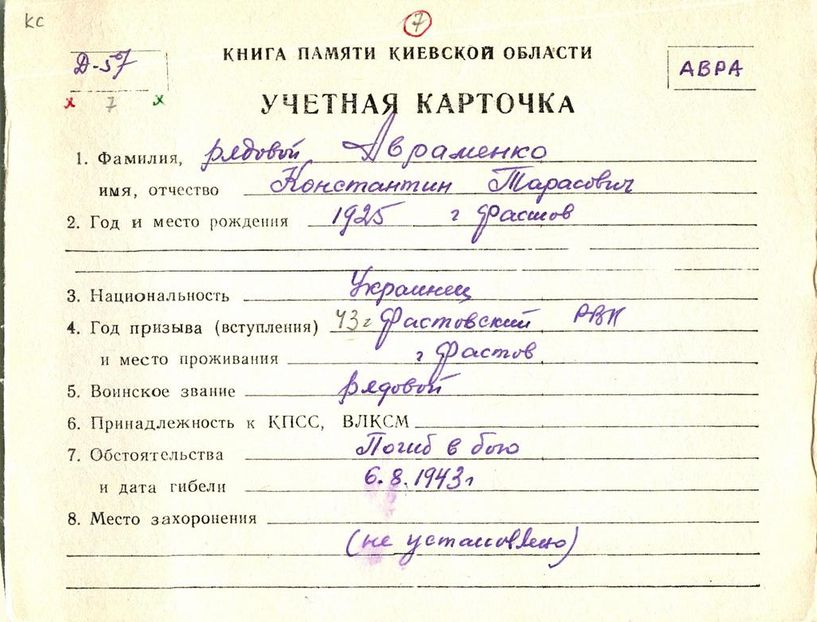 КС
7
Д-57
КНИГА ПАМЯТИ КИЕВСКОЙ ОБЛАСТИ
АВРА
х 7 х
УЧЕТНАЯ КАРТОЧКА
1. Фамилия, рядовой Авраменко
имя, отчество Константин Тарасович
2. Год и место рождения 1925 г Фастов
3. Национальность Украинец
4. Год призыва (вступления) 43г Фастовский РВК
и место проживания г Фастов
5. Воинское звание рядовой
6. Принадлежность к КПСС, ВЛКСМ
7. Обстоятельства Погиб в бою
и дата гибели 6.8.1943г
8. Место захоронения
(не установлено)